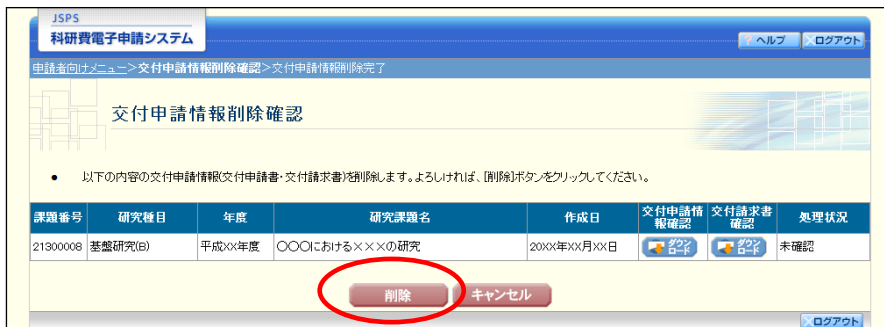 JSPS
科研費電子申請システム
? ヘルプ
ログアウト
申請者向けメニュー>交付申請情報削除確認>交付申請情報削除完了
交付申請情報削除確認
● 以下の内容の交付申請情報(交付申請書・交付請求書)を削除します。よろしければ、[削除]ボタンをクリックしてください。
課題番号 研究種目 年度 研究課題名 作成日 交付申請情報確認 交付請求書確認 処理状況
21300008 基盤研究(B) 平成XX年度 〇〇〇における×××の研究 20XX年XX月XX日 ダウンロード ダウンロード 未確認
削除 キャンセル
ログアウト